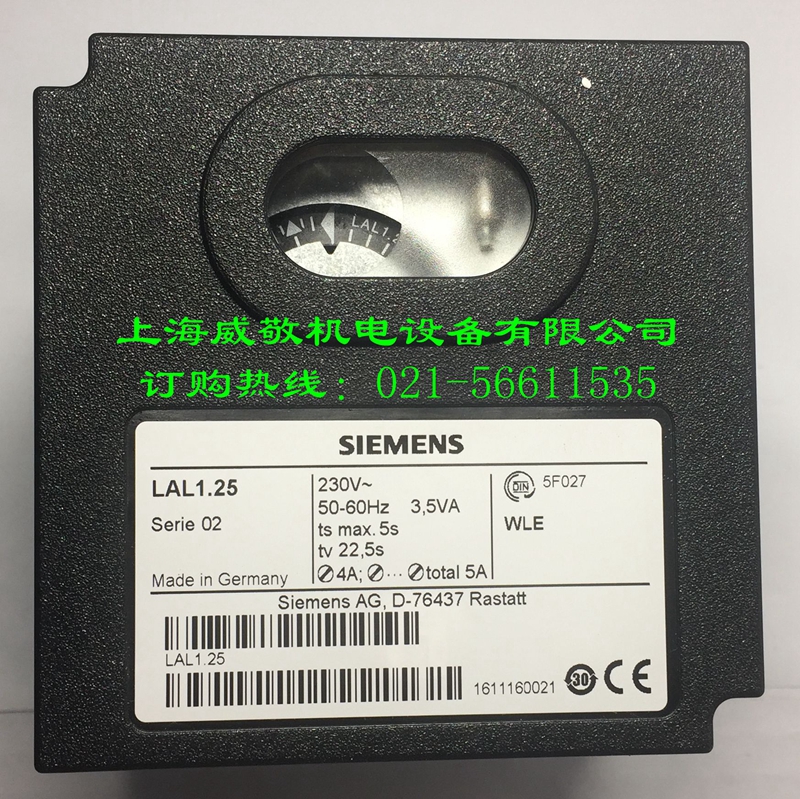 LAL1.2
上海威敬机电设备有限公司
订购热线：021-56611535
SIEMENS
LAL1.25
Serie 02
Made in Germany
230V~
50-60Hz 3,5VA
ts max. 5s
tv 22,5s
4A; ··· total 5A
DIN 5F027
WLE
Siemens AG, D-76437 Rastatt
LAL1.25
1611160021
30 CE